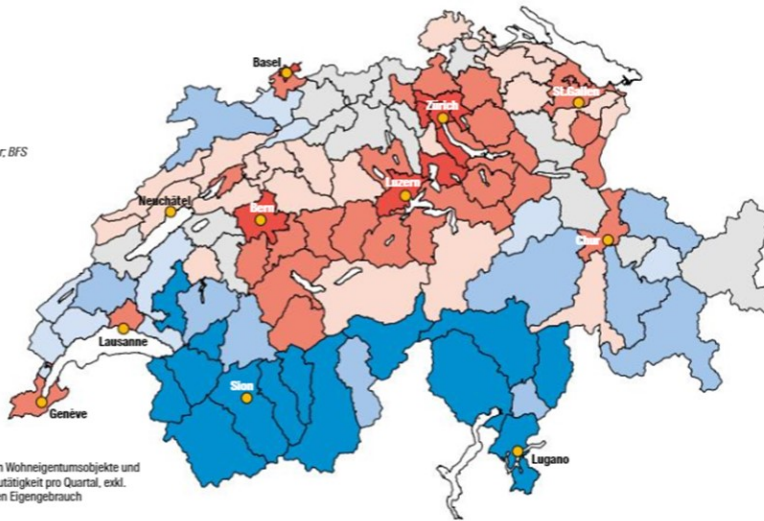 Basel
St.Gallen
Zürich
r; BFS
Luzern
Neuchâtel
Bern
Chur
Lausanne
Sion
Genève
Lugano
n Wohneigentumsobjekte und
utätigkeit pro Quartal, exkl.
en Eigengebrauch